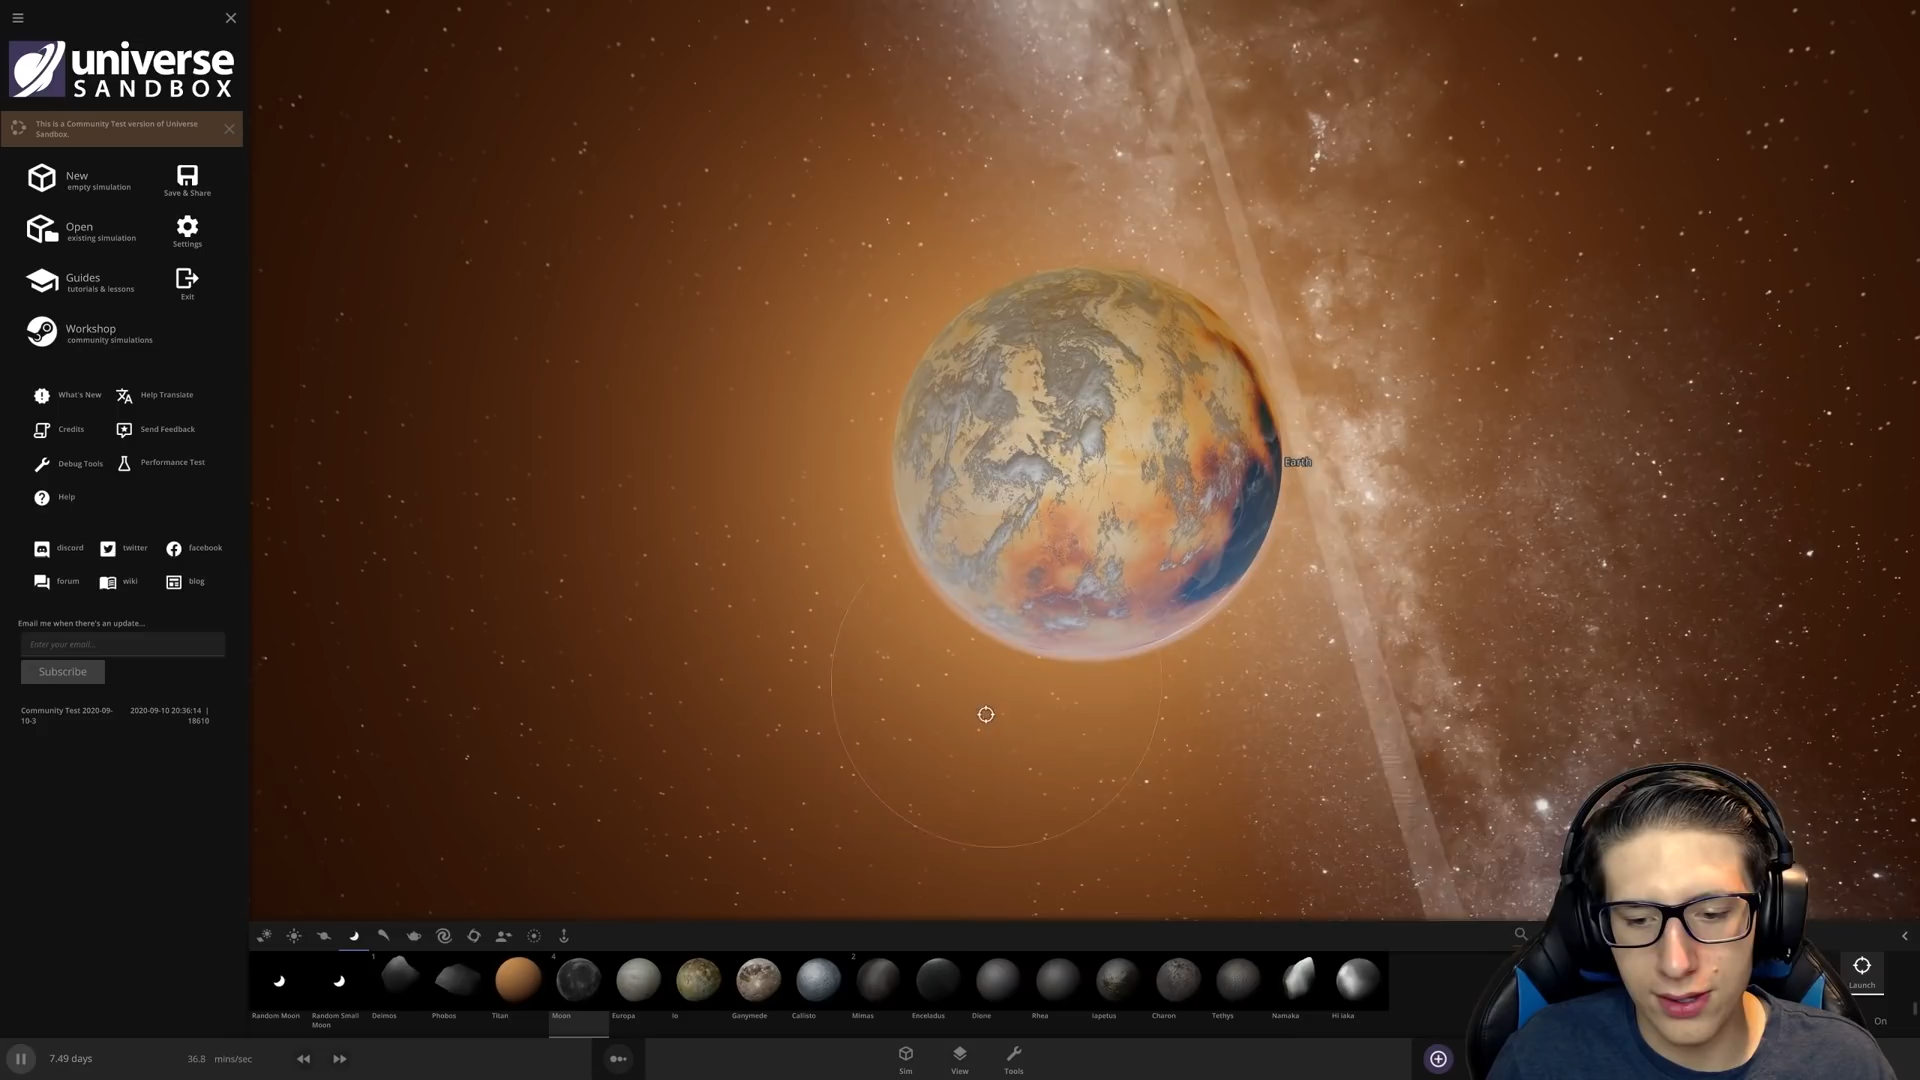 universe
SANDBOX
This is a Community Test version of Universe
Sandbox.
New
empty simulation
Save & Share
Open
existing simulation
Settings
Guides
tutorials & lessons
Exit
Workshop
community simulations
What's New
Help Translate
Credits
Send Feedback
Debug Tools
Performance Test
Help
discord
twitter
facebook
forum
wiki
blog
Email me when there's an update...
Enter your email...
Subscribe
Community Test 2020-09-
10-3
2020-09-10 20:36:14 |
18610
Earth
1
4
2
Random Moon
Random Small
Moon
Deimos
Phobos
Titan
Moon
Europa
Io
Ganymede
Callisto
Mimas
Enceladus
Dione
Rhea
Iapetus
Charon
Tethys
Namaka
Hi iaka
Launch
On
7.49 days
36.8 mins/sec
Sim
View
Tools